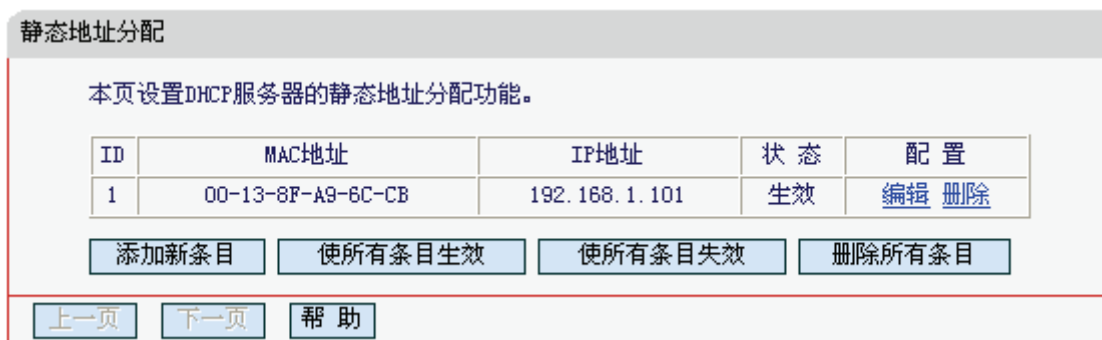 静态地址分配
本页设置DHCP服务器的静态地址分配功能。
ID MAC地址 IP地址 状 态 配 置
1 00-13-8F-A9-6C-CB 192.168.1.101 生效 编辑 删除
添加新条目 使所有条目生效 使所有条目失效 删除所有条目
上一页 下一页 帮 助